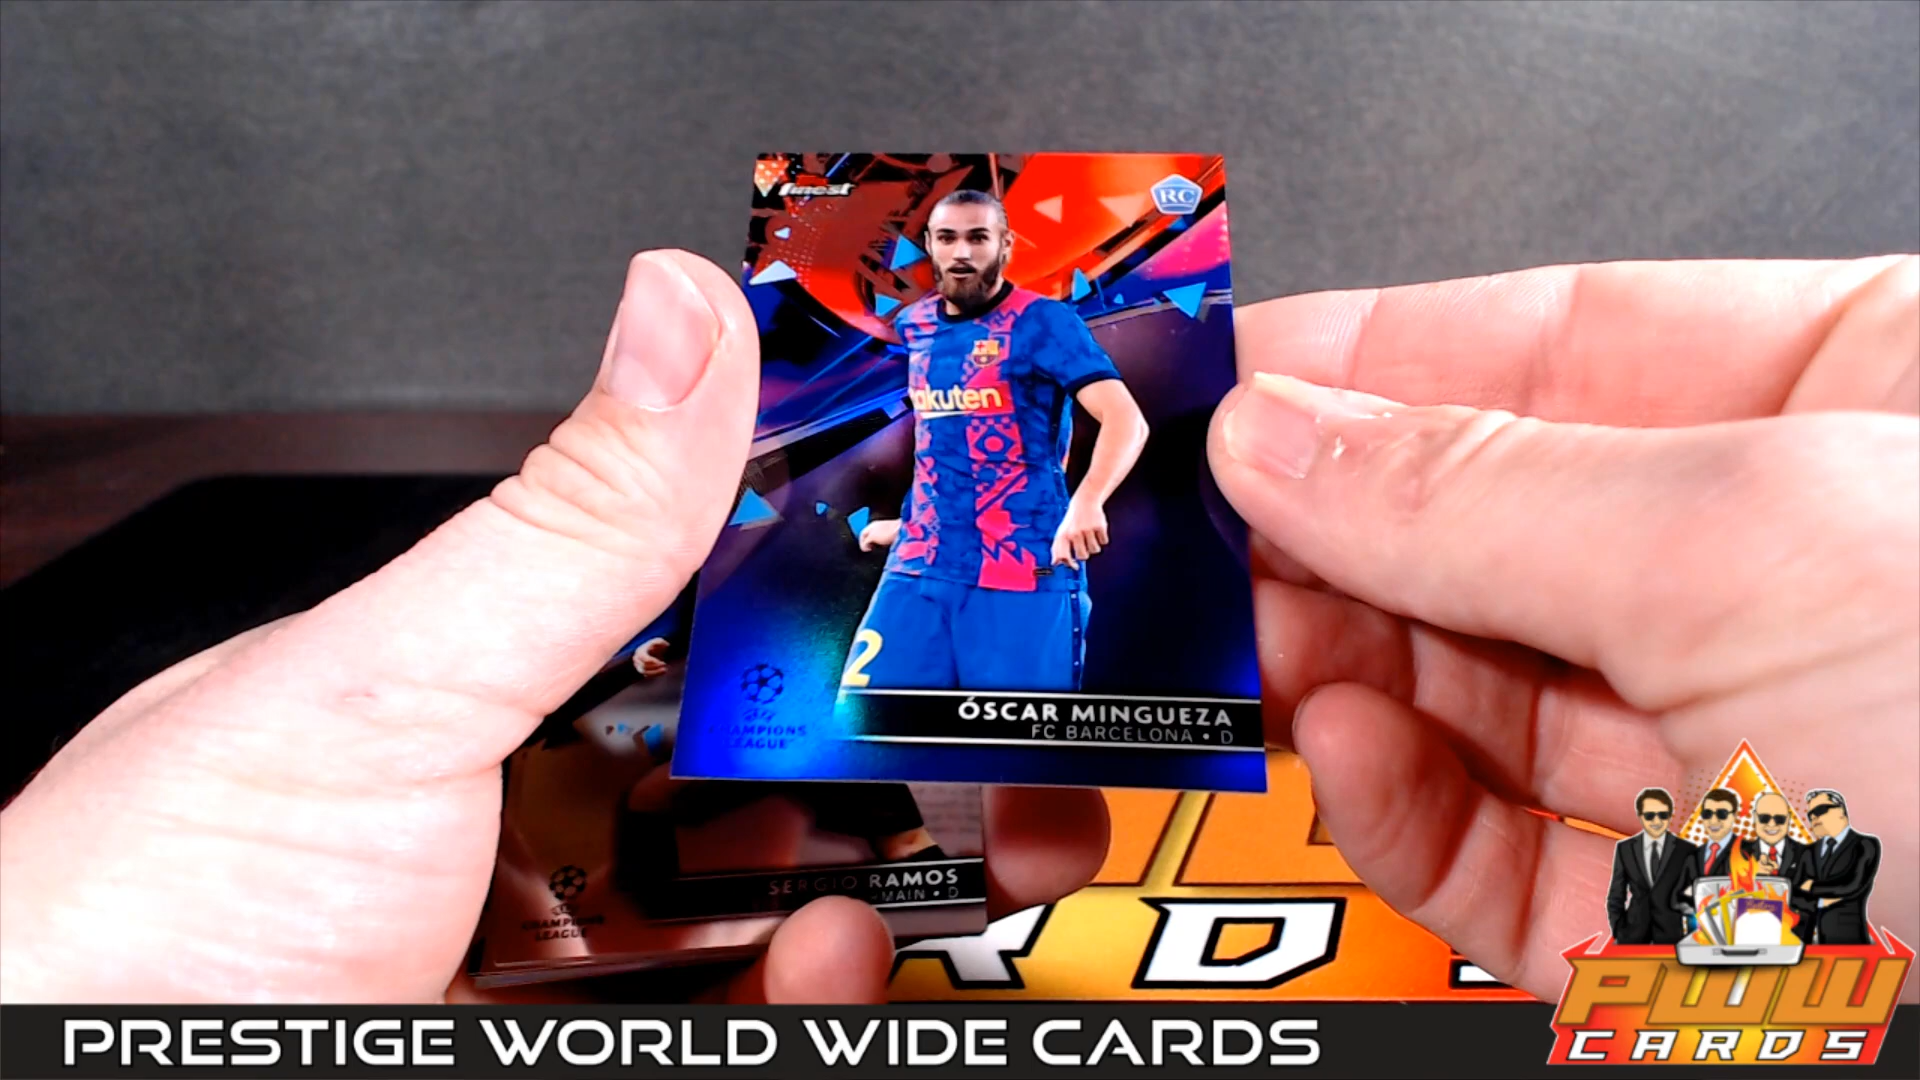 finest
RC
Rakuten
2
ÓSCAR MINGUEZA
FC BARCELONA • D
CHAMPIONS
LEAGUE
SERGIO RAMOS
CHAMPIONS
LEAGUE
RDS
PRESTIGE WORLD WIDE CARDS
PWW
CARDS